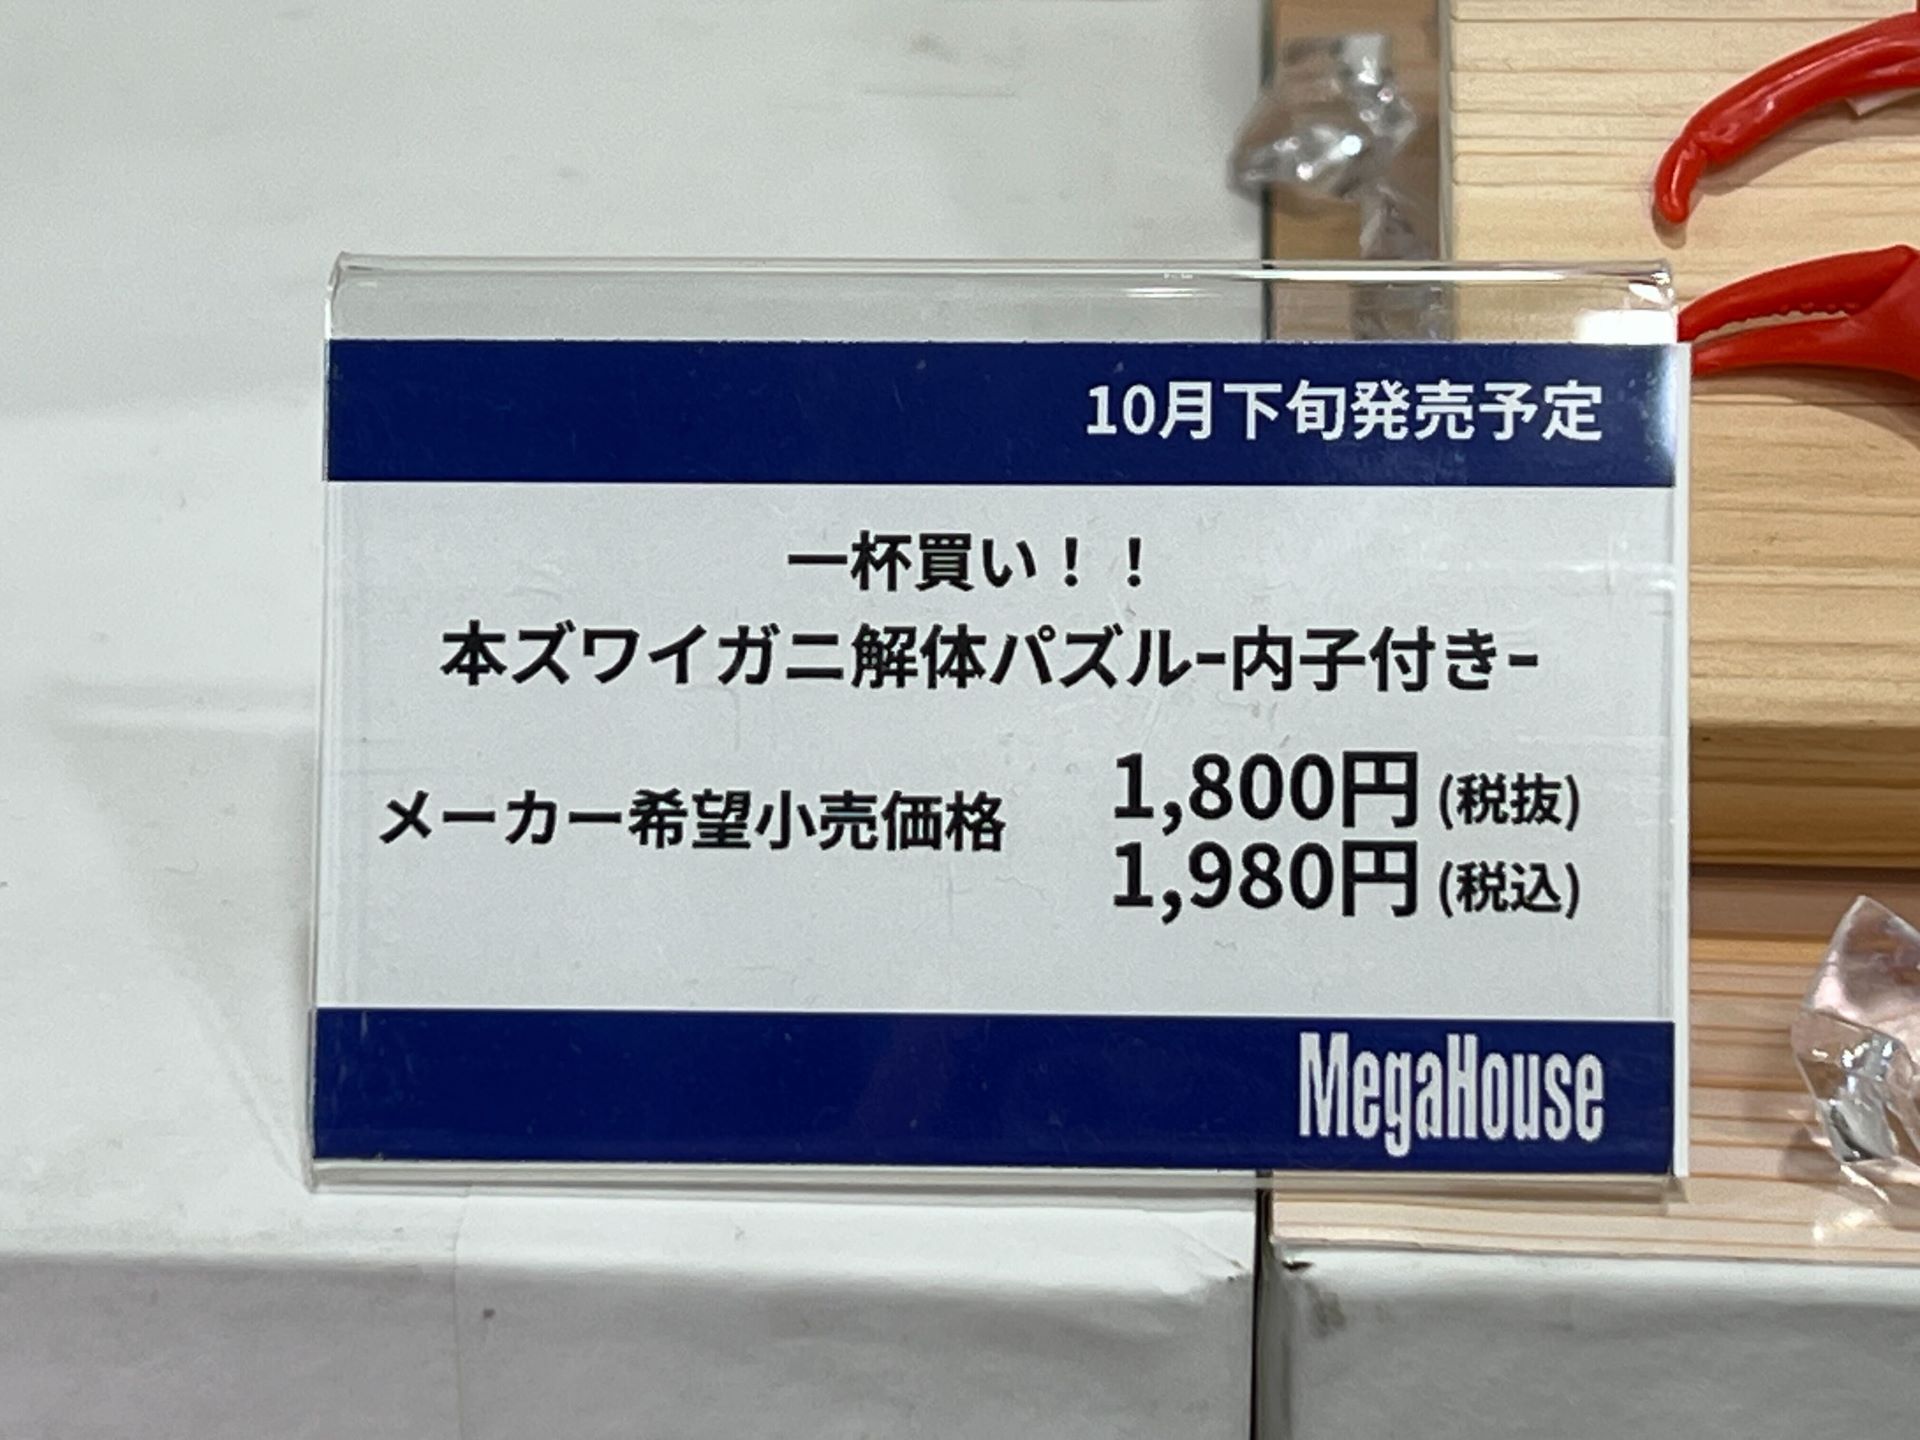 10月下旬発売予定
一杯買い！！
本ズワイガニ解体パズル-内子付き-
メーカー希望小売価格
1,800円 (税抜)
1,980円 (税込)
MegaHouse